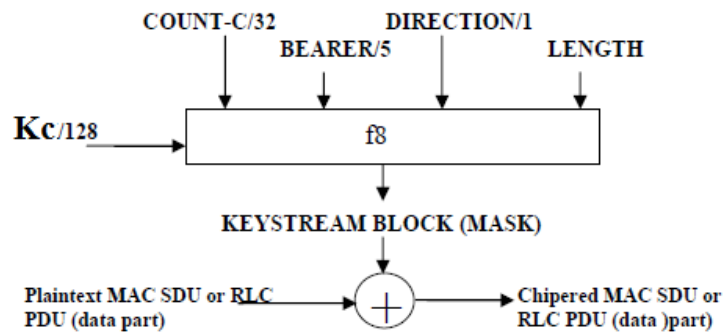 COUNT-C/32 DIRECTION/1
BEARER/5 LENGTH
Kc/128
f8
KEYSTREAM BLOCK (MASK)
Plaintext MAC SDU or RLC
PDU (data part)
Chipered MAC SDU or
RLC PDU (data )part)